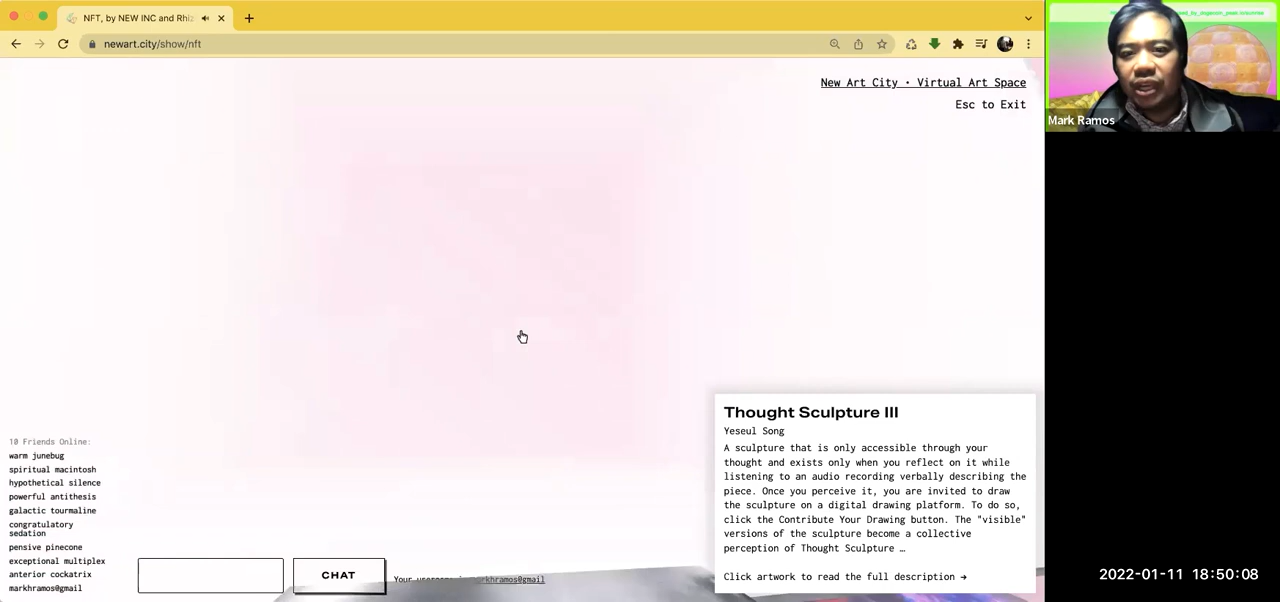 NFT, by NEW INC and Rhiz
newart.city/show/nft
New Art City · Virtual Art Space
Esc to Exit
Mark Ramos
10 Friends Online:
warm junebug
spiritual macintosh
hypothetical silence
powerful antithesis
galactic tourmaline
congratulatory
sedation
pensive pinecone
exceptional multiplex
anterior cockatrix
markhramos@gmail
CHAT
Thought Sculpture III
Yeseul Song
A sculpture that is only accessible through your
thought and exists only when you reflect on it while
listening to an audio recording verbally describing the
piece. Once you perceive it, you are invited to draw
the sculpture on a digital drawing platform. To do so,
click the Contribute Your Drawing button. The "visible"
versions of the sculpture become a collective
perception of Thought Sculpture …
Click artwork to read the full description →
2022-01-11 18:50:08